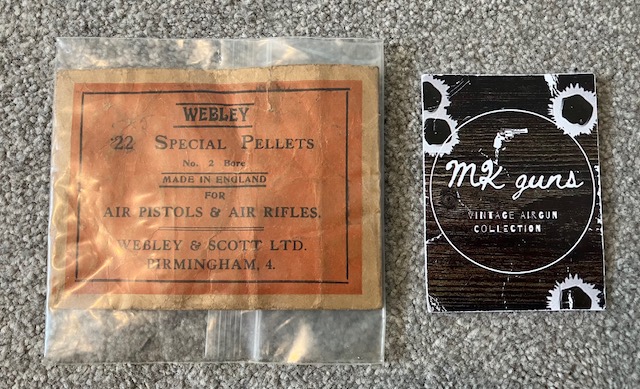 WEBLEY
.22 SPECIAL PELLETS
No. 2 Bore
MADE IN ENGLAND
FOR
AIR PISTOLS & AIR RIFLES.
WEBLEY & SCOTT LTD.
BIRMINGHAM, 4.
MK guns
VINTAGE AIRGUN
COLLECTION